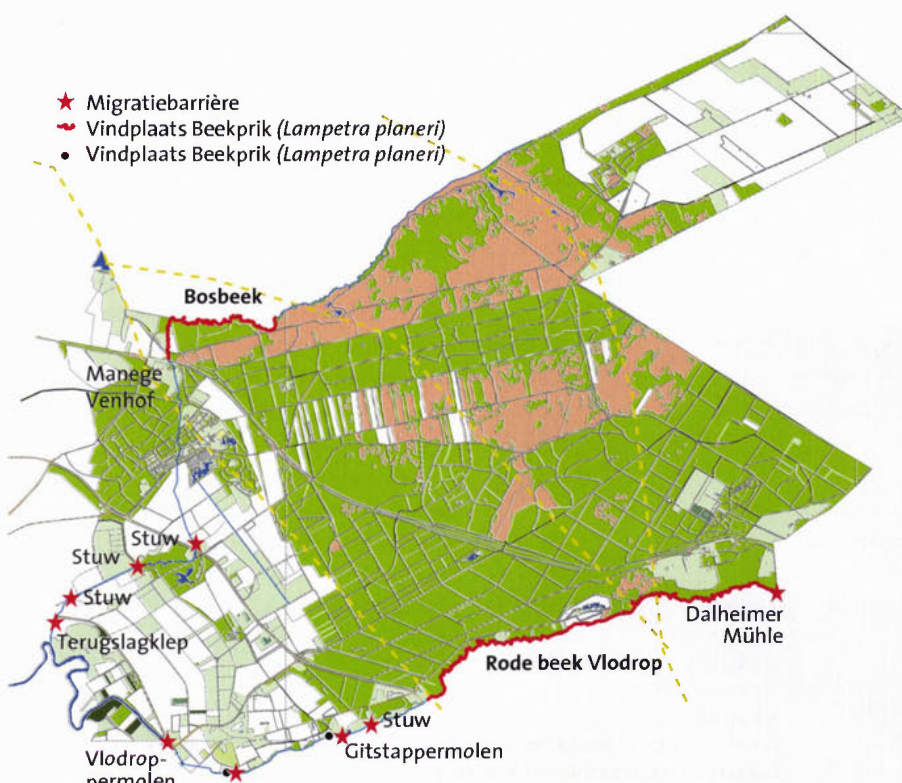 Migratiebarrière
Vindplaats Beekprik (Lampetra planeri)
Vindplaats Beekprik (Lampetra planeri)
Bosbeek
Manege
Venhof
Stuw
Stuw
Stuw
Terugslagklep
Dalheimer
Mühle
Rode beek Vlodrop
Stuw
Gitstappermolen
Vlodrop-
permolen